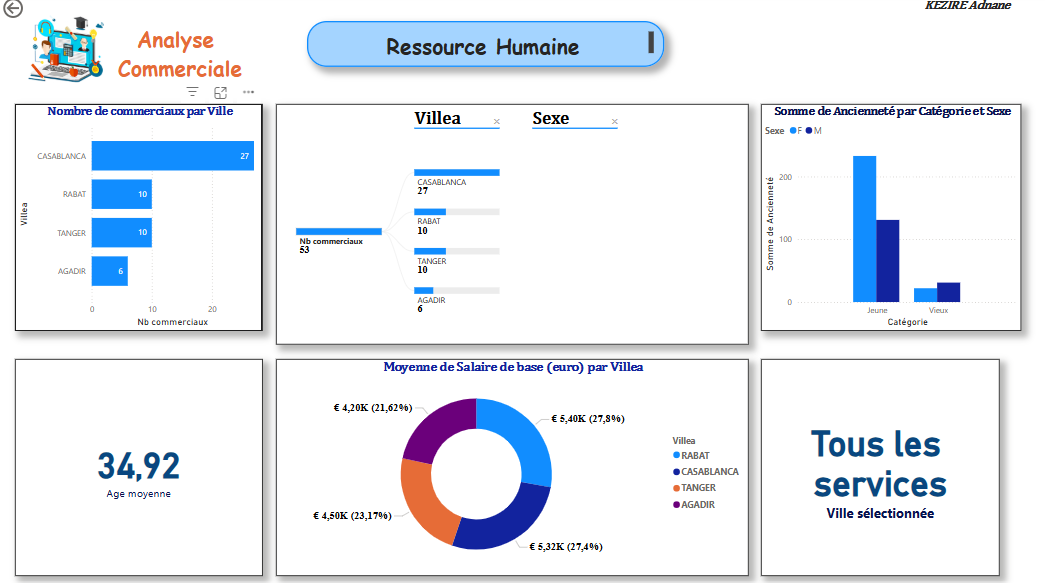 KEZIRE Adnane
Analyse
Commerciale
Ressource Humaine
Nombre de commerciaux par Ville
Villea
CASABLANCA 27
RABAT 10
TANGER 10
AGADIR 6
0 10 20
Nb commerciaux
Villea
Sexe
Nb commerciaux
53
CASABLANCA
27
RABAT
10
TANGER
10
AGADIR
6
Somme de Ancienneté par Catégorie et Sexe
Sexe F M
Somme de Ancienneté
200
100
0
Jeune Vieux
Catégorie
34,92
Age moyenne
Moyenne de Salaire de base (euro) par Villea
€ 4,20K (21,62%)
€ 5,40K (27,8%)
€ 4,50K (23,17%)
€ 5,32K (27,4%)
Villea
RABAT
CASABLANCA
TANGER
AGADIR
Tous les
services
Ville sélectionnée